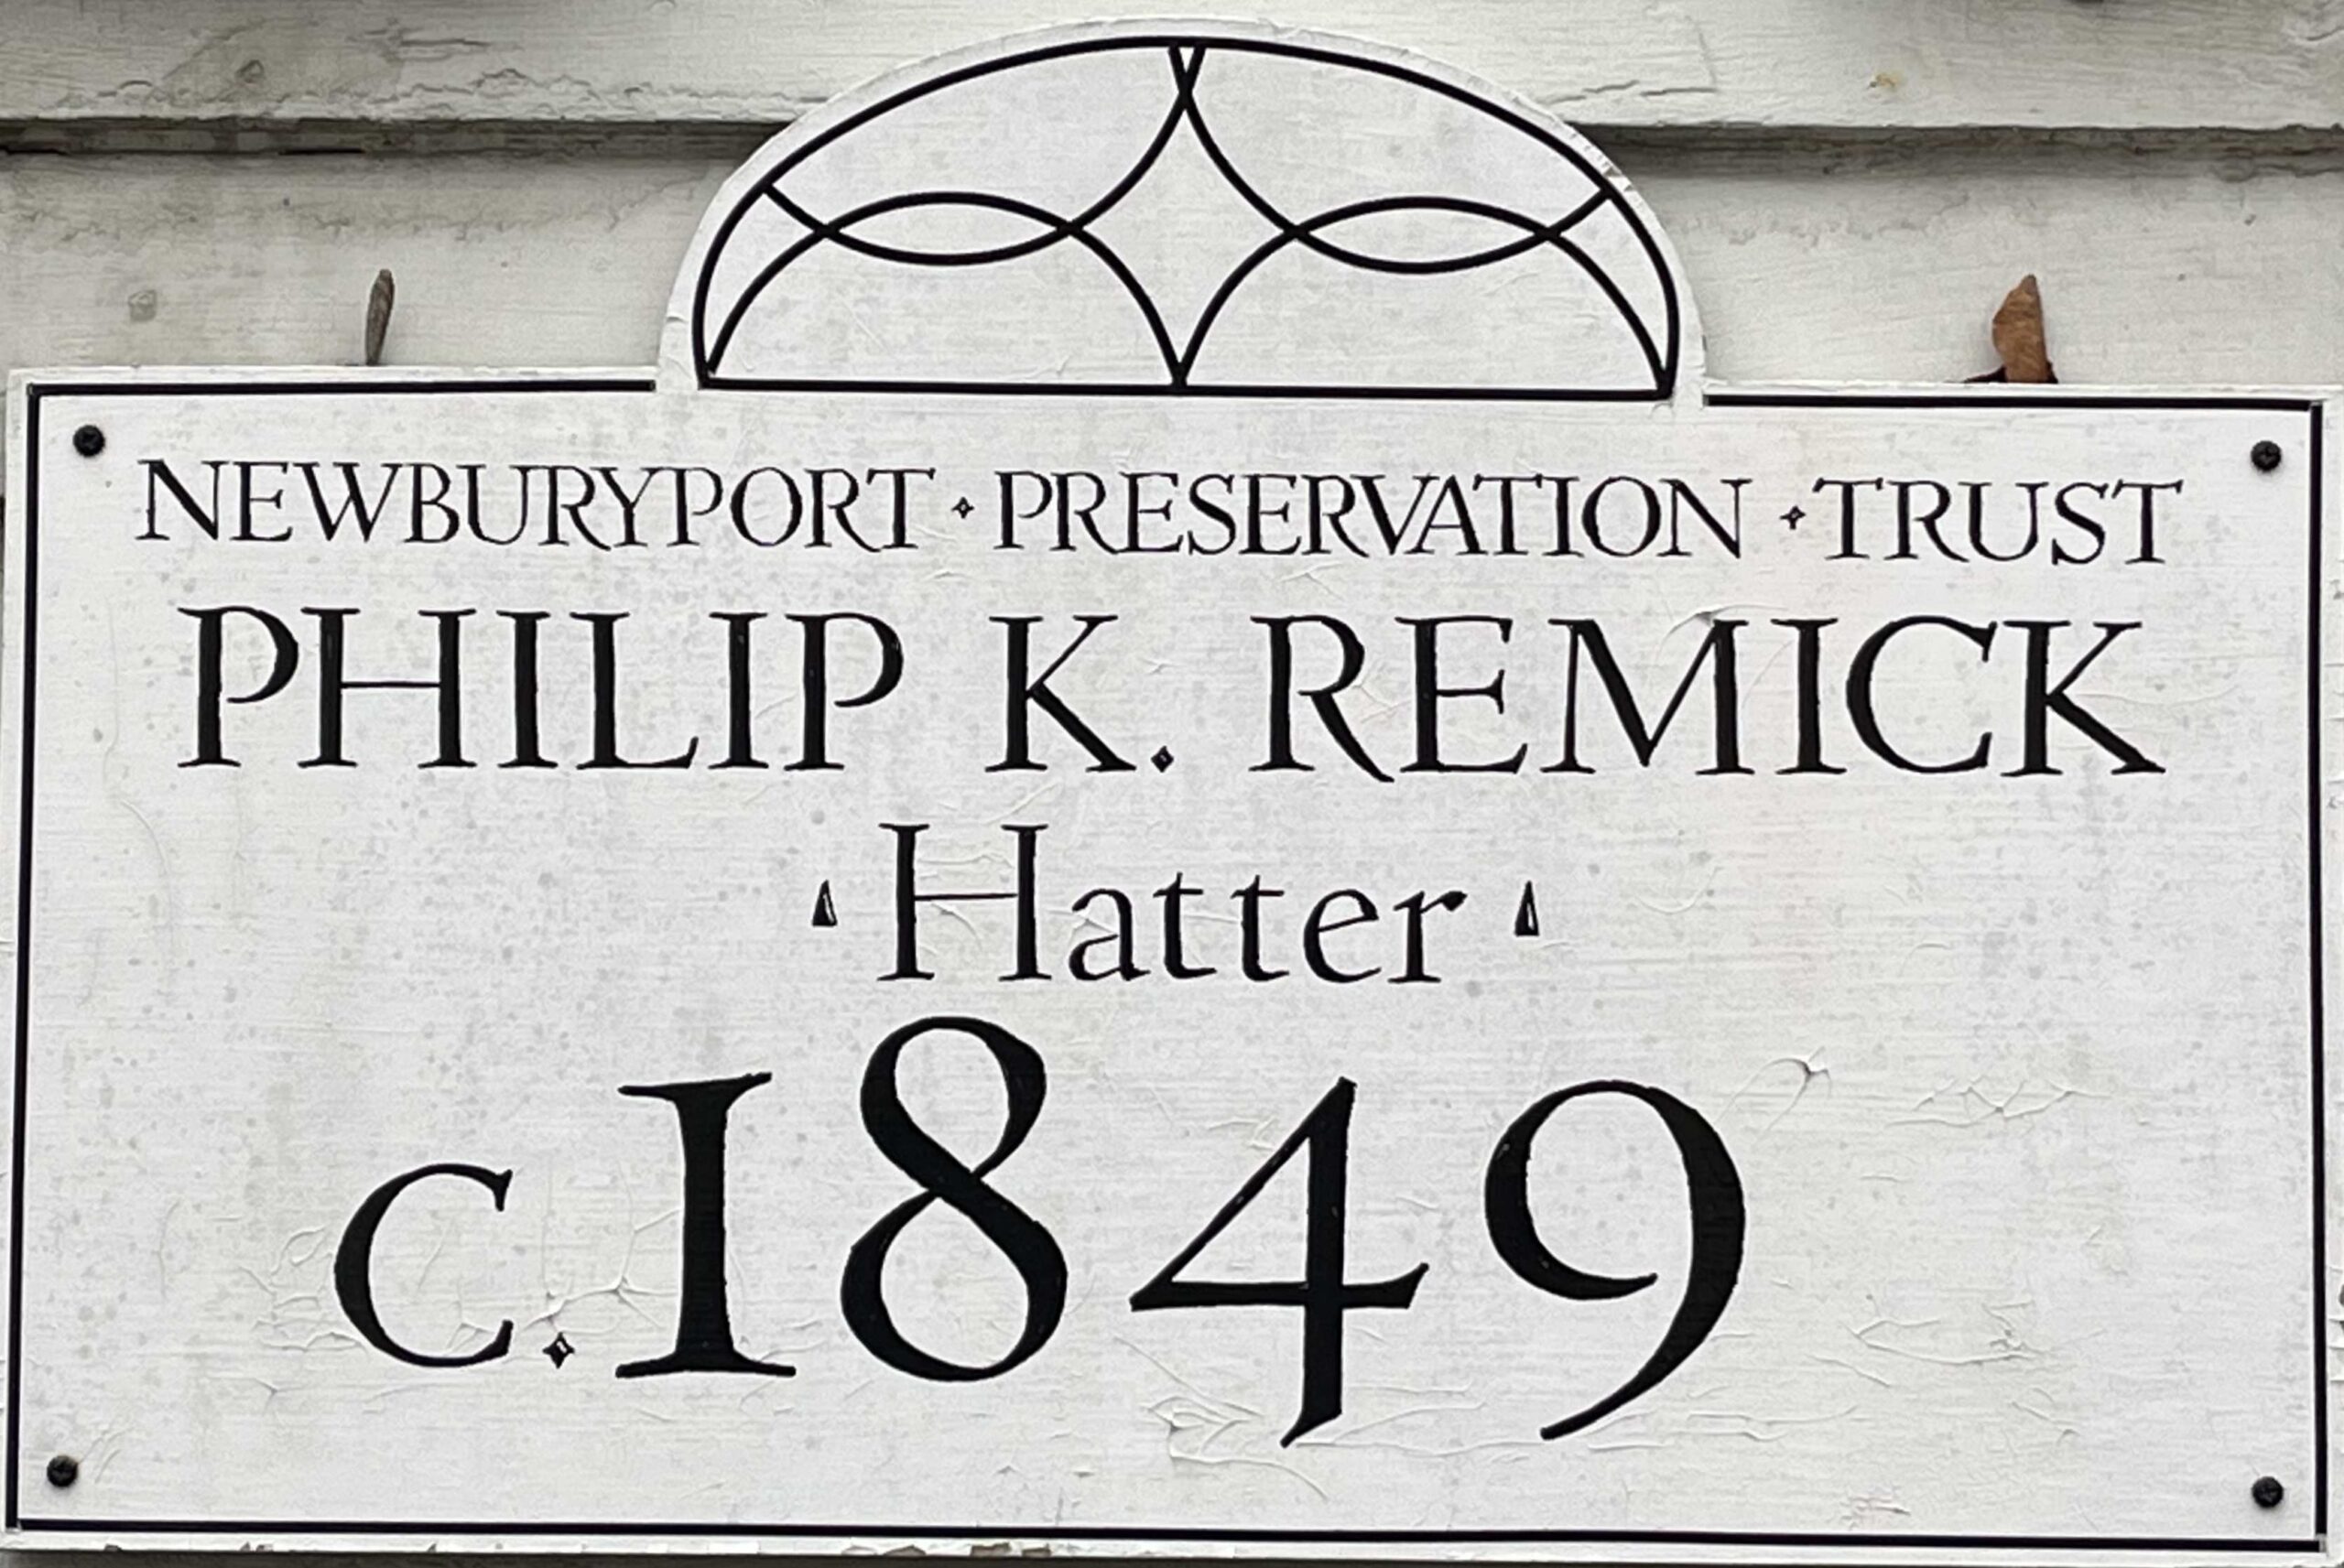 NEWBURYPORT · PRESERVATION · TRUST
PHILIP K. REMICK
Hatter
c.1849